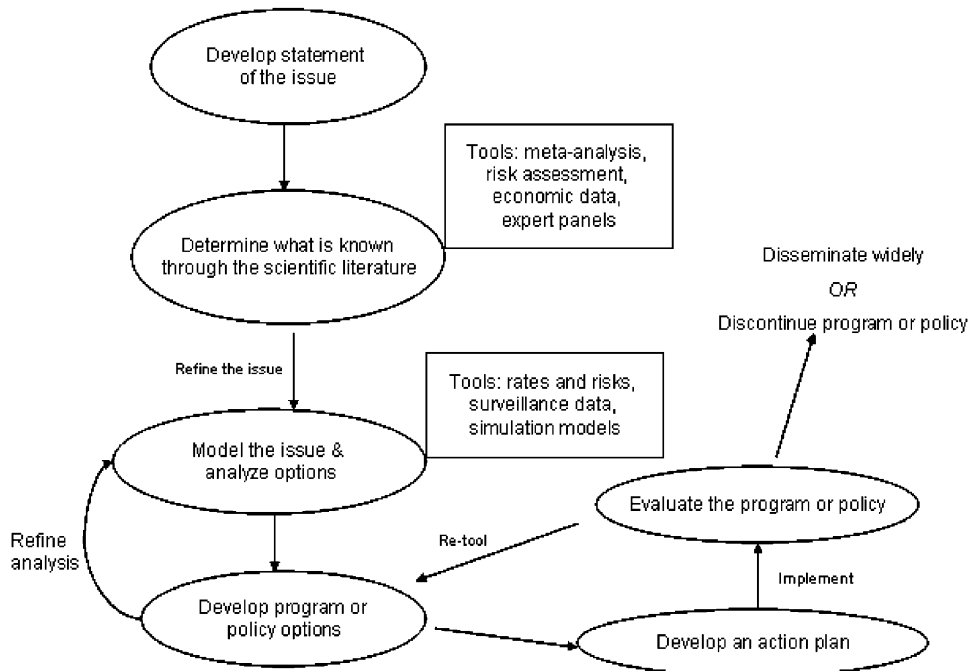 Develop statement
of the issue
Tools: meta-analysis,
risk assessment,
economic data,
expert panels
Determine what is known
through the scientific literature
Refine the issue
Tools: rates and risks,
surveillance data,
simulation models
Model the issue &
analyze options
Refine
analysis
Develop program or
policy options
Develop an action plan
Implement
Evaluate the program or policy
Re-tool
Disseminate widely
OR
Discontinue program or policy